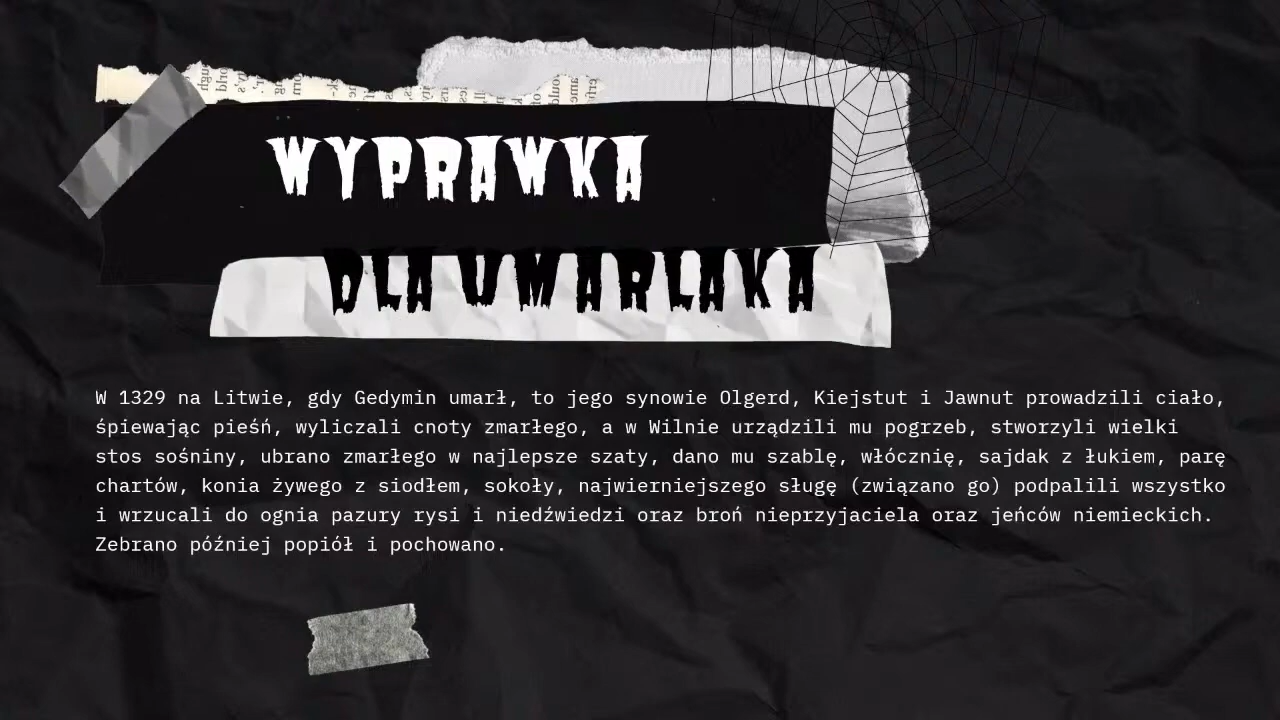 WYPRAWKA
DLA UMARLAKA
W 1329 na Litwie, gdy Gedymin umarł, to jego synowie Olgerd, Kiejstut i Jawnut prowadzili ciało,
śpiewając pieśń, wyliczali cnoty zmarłego, a w Wilnie urządzili mu pogrzeb, stworzyli wielki
stos sośniny, ubrano zmarłego w najlepsze szaty, dano mu szablę, włócznię, sajdak z łukiem, parę
chartów, konia żywego z siodłem, sokoły, najwierniejszego sługę (związano go) podpalili wszystko
i wrzucali do ognia pazury rysi i niedźwiedzi oraz broń nieprzyjaciela oraz jeńców niemieckich.
Zebrano później popiół i pochowano.